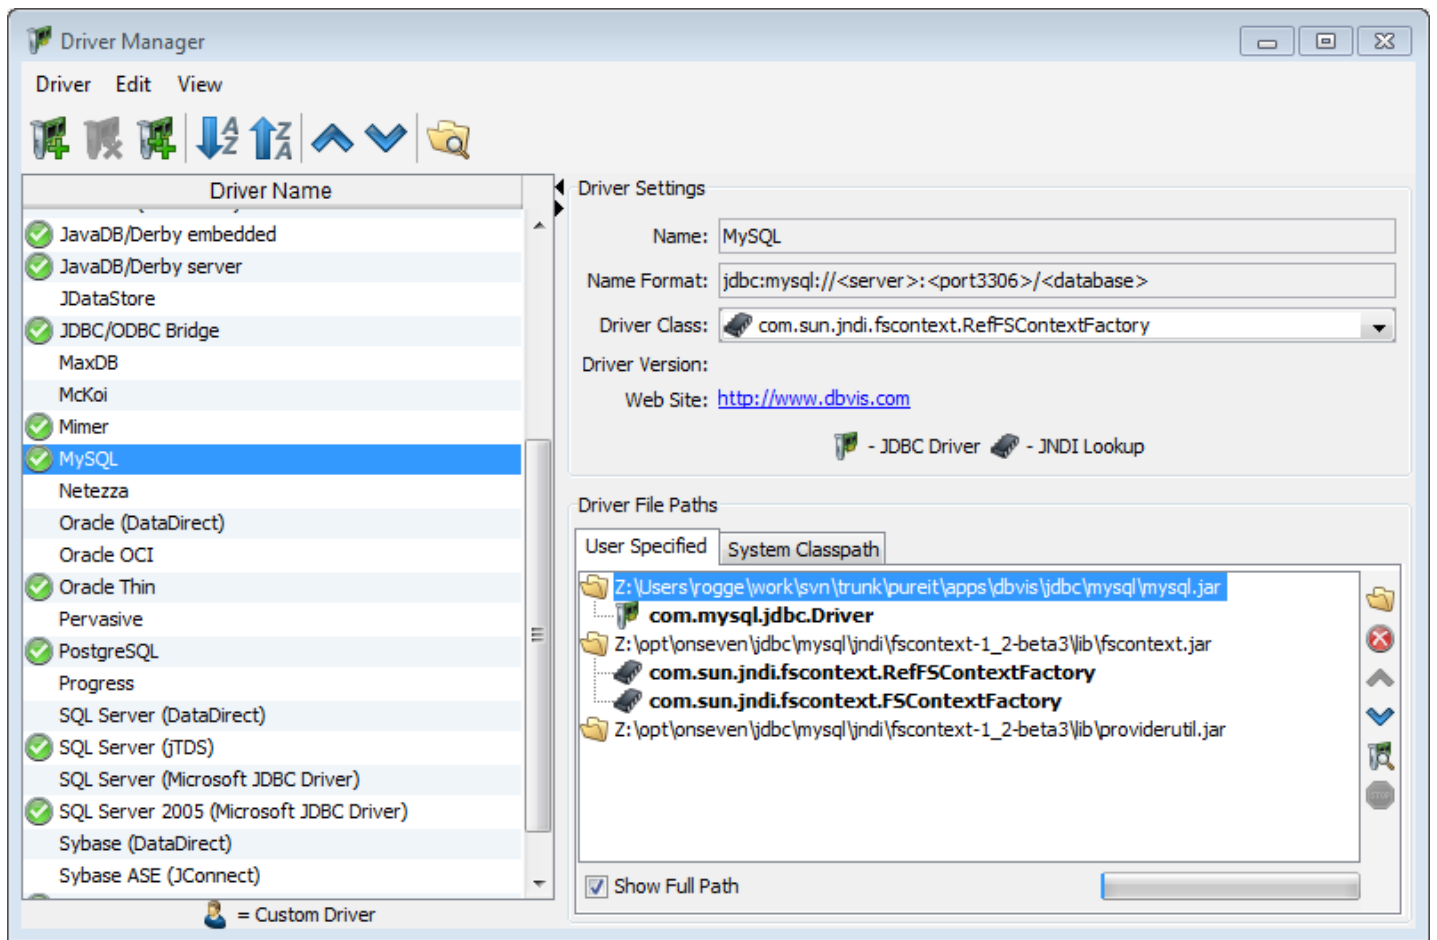 Driver Manager
Driver Edit View
Driver Name
JavaDB/Derby embedded
JavaDB/Derby server
JDataStore
JDBC/ODBC Bridge
MaxDB
McKoi
Mimer
MySQL
Netezza
Oracle (DataDirect)
Oracle OCI
Oracle Thin
Pervasive
PostgreSQL
Progress
SQL Server (DataDirect)
SQL Server (jTDS)
SQL Server (Microsoft JDBC Driver)
SQL Server 2005 (Microsoft JDBC Driver)
Sybase (DataDirect)
Sybase ASE (JConnect)
= Custom Driver
Driver Settings
Name: MySQL
Name Format: jdbc:mysql://<server>:<port3306>/<database>
Driver Class: com.sun.jndi.fscontext.RefFSContextFactory
Driver Version:
Web Site: http://www.dbvis.com
- JDBC Driver - JNDI Lookup
Driver File Paths
User Specified System Classpath
Z:\Users\rogge\work\svn\trunk\pureit\apps\dbvis\jdbc\mysql\mysql.jar
com.mysql.jdbc.Driver
Z:\opt\onseven\jdbc\mysql\jndi\fscontext-1_2-beta3\lib\fscontext.jar
com.sun.jndi.fscontext.RefFSContextFactory
com.sun.jndi.fscontext.FSContextFactory
Z:\opt\onseven\jdbc\mysql\jndi\fscontext-1_2-beta3\lib\providerutil.jar
STOP
Show Full Path